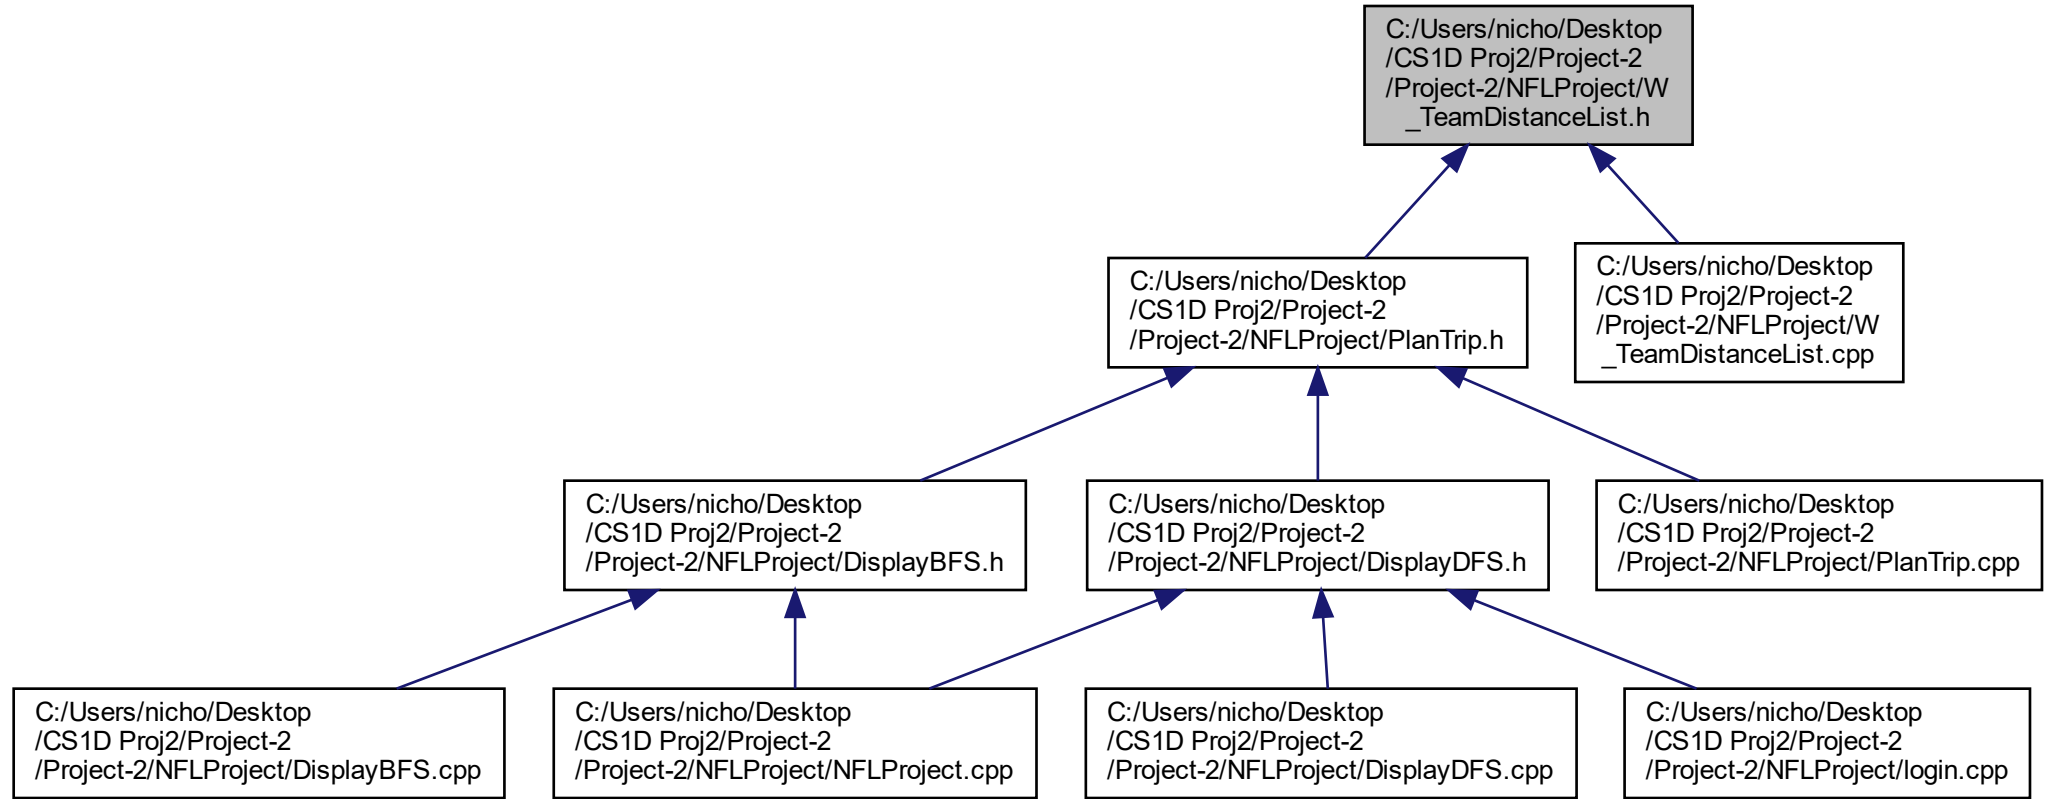 C:/Users/nicho/Desktop
/CS1D Proj2/Project-2
/Project-2/NFLProject/W
_TeamDistanceList.h
C:/Users/nicho/Desktop
/CS1D Proj2/Project-2
/Project-2/NFLProject/PlanTrip.h
C:/Users/nicho/Desktop
/CS1D Proj2/Project-2
/Project-2/NFLProject/W
_TeamDistanceList.cpp
C:/Users/nicho/Desktop
/CS1D Proj2/Project-2
/Project-2/NFLProject/DisplayBFS.h
C:/Users/nicho/Desktop
/CS1D Proj2/Project-2
/Project-2/NFLProject/DisplayDFS.h
C:/Users/nicho/Desktop
/CS1D Proj2/Project-2
/Project-2/NFLProject/PlanTrip.cpp
C:/Users/nicho/Desktop
/CS1D Proj2/Project-2
/Project-2/NFLProject/DisplayBFS.cpp
C:/Users/nicho/Desktop
/CS1D Proj2/Project-2
/Project-2/NFLProject/NFLProject.cpp
C:/Users/nicho/Desktop
/CS1D Proj2/Project-2
/Project-2/NFLProject/DisplayDFS.cpp
C:/Users/nicho/Desktop
/CS1D Proj2/Project-2
/Project-2/NFLProject/login.cpp